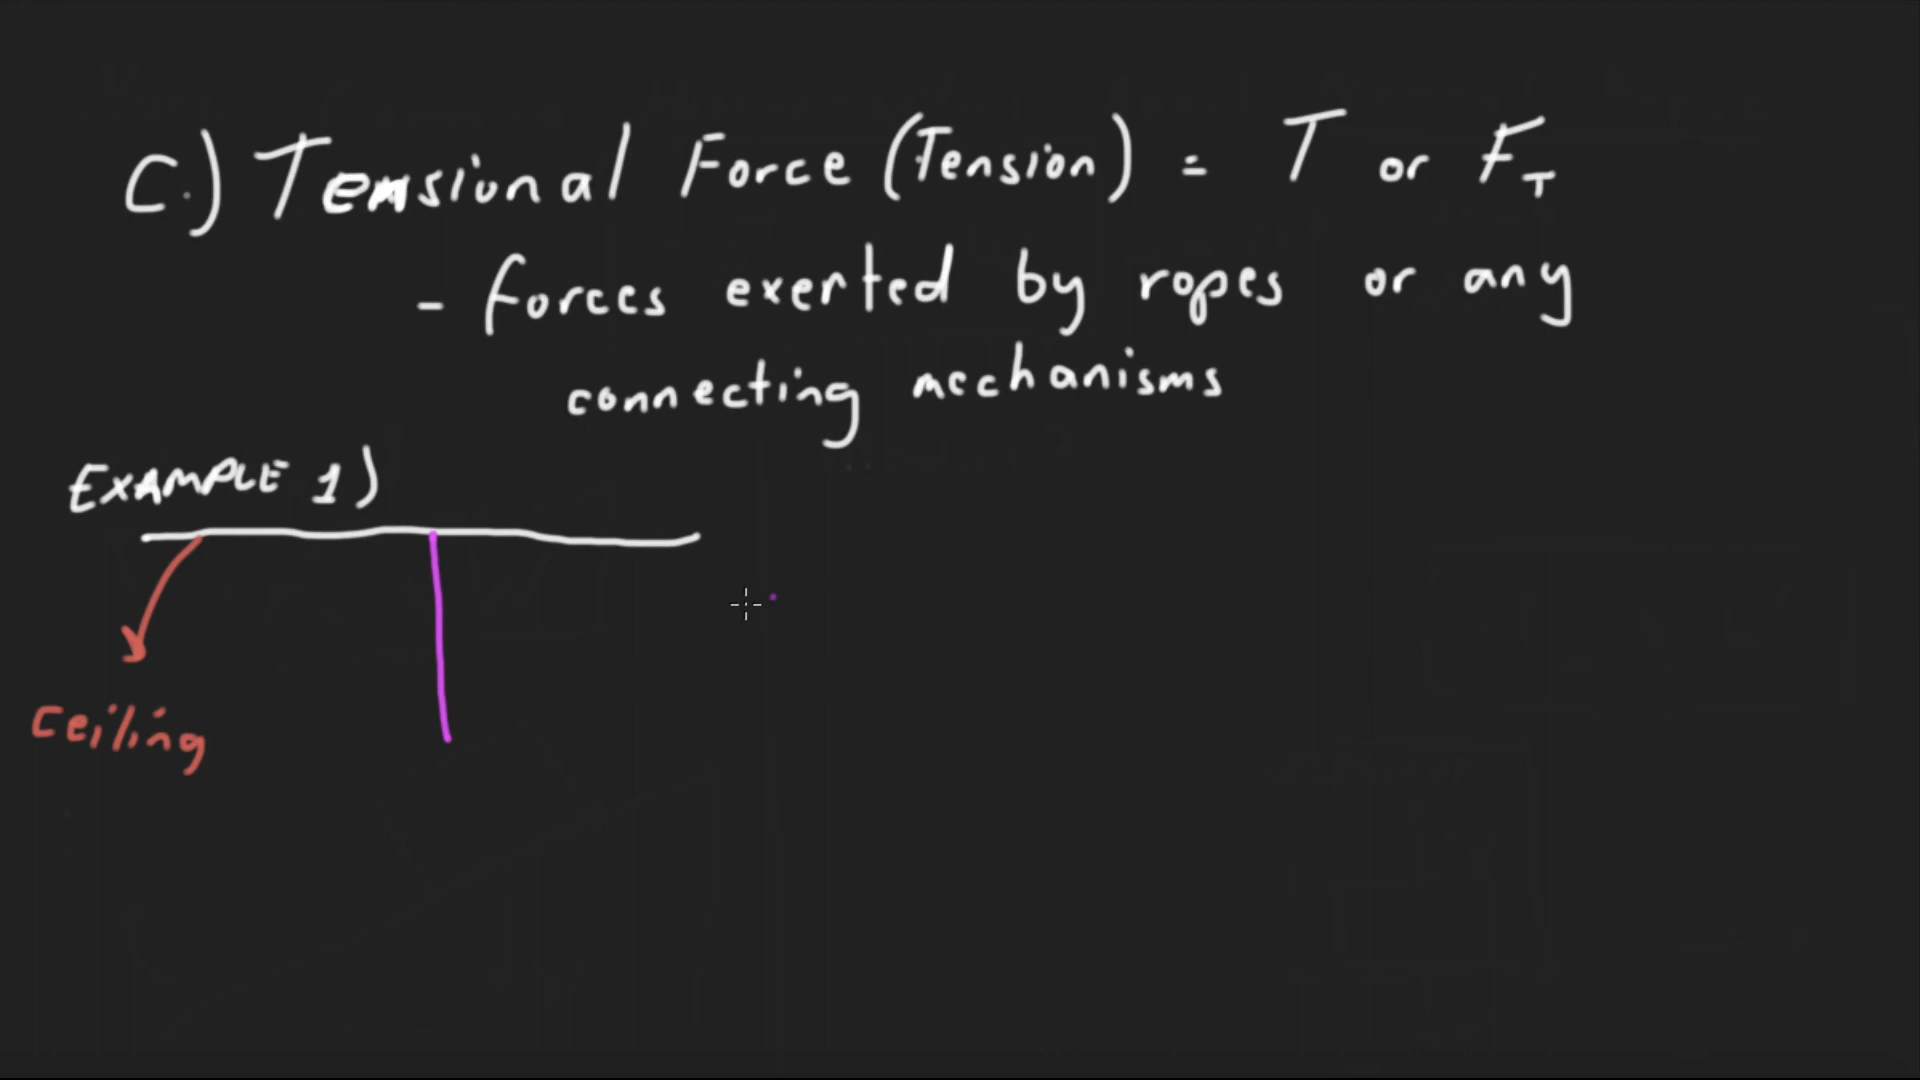 C.) Tensional Force (Tension) = T or F_T
- forces exerted by ropes or any
connecting mechanisms
EXAMPLE 1)
Ceiling